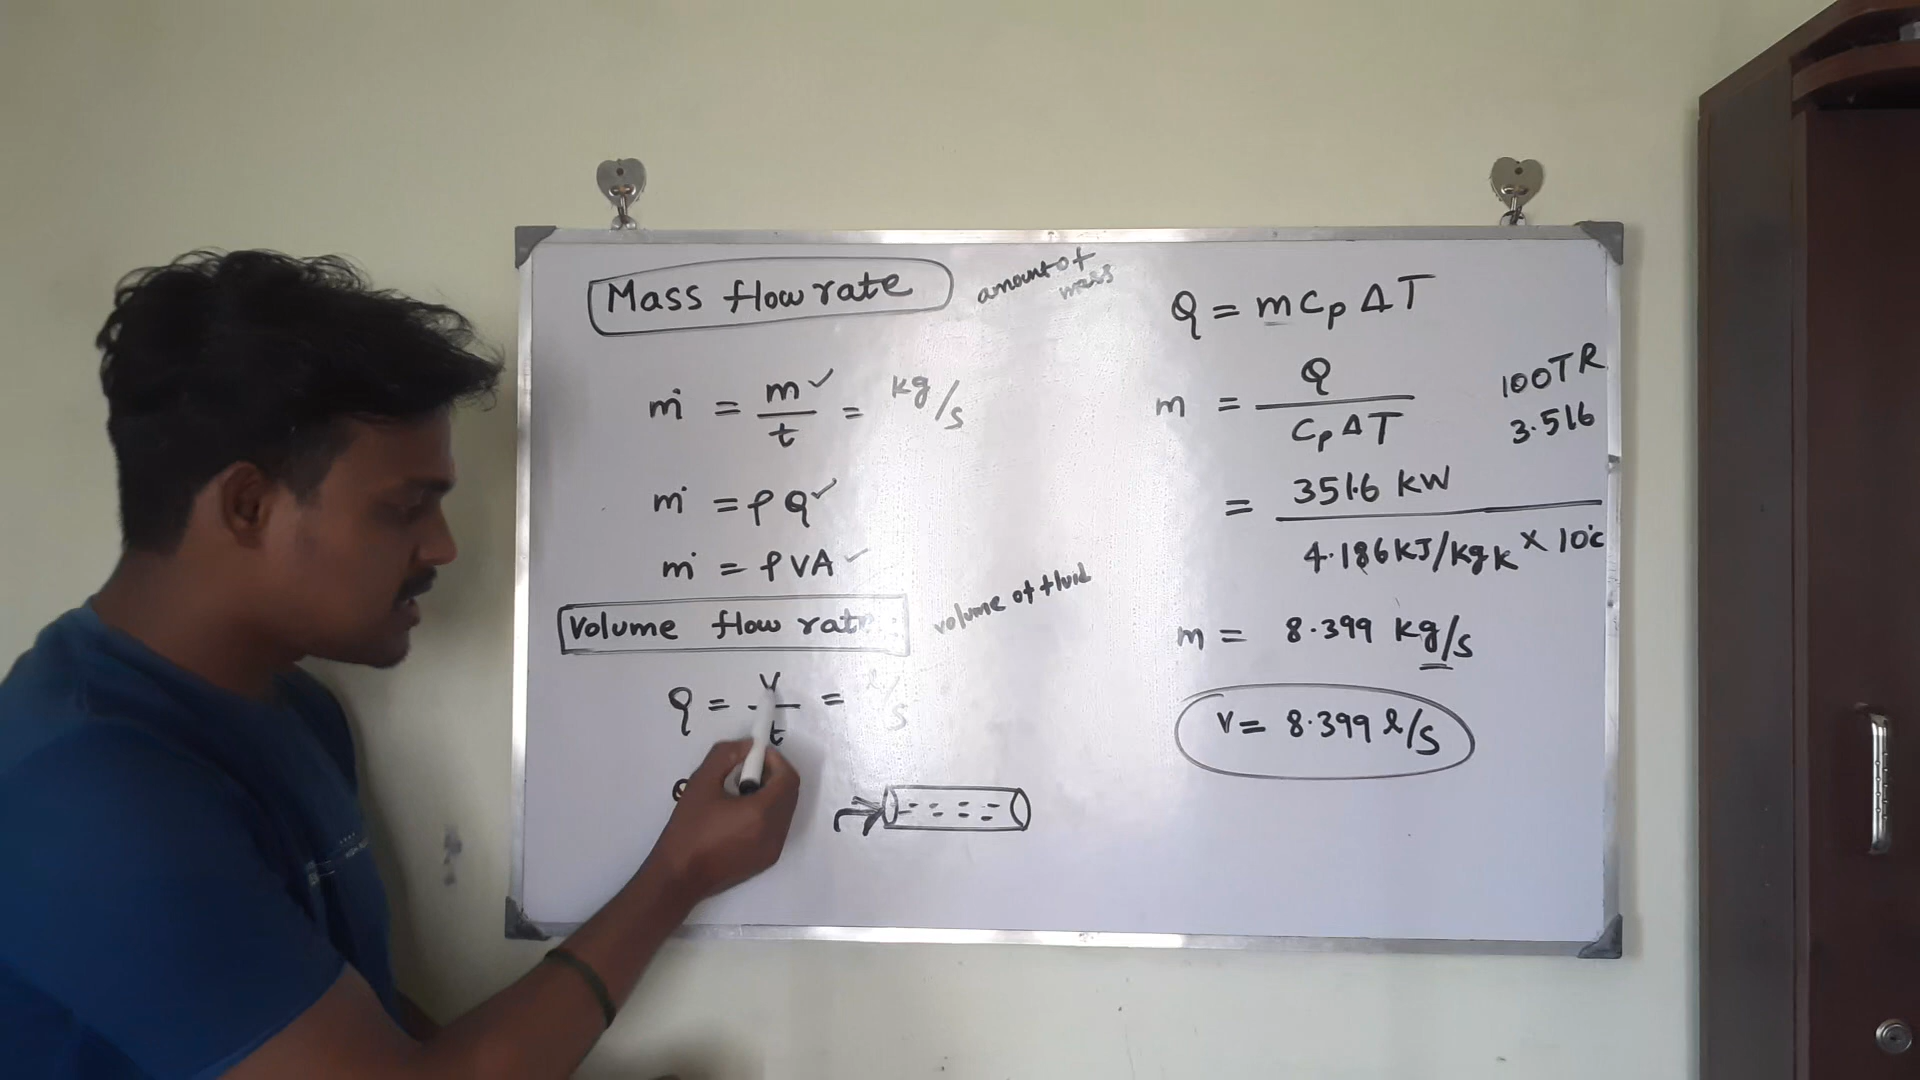 Mass flow rate
amount of
mass
ṁ = m/t = kg/s
ṁ = ρQ
ṁ = ρVA
Volume flow rate
volume of fluid
Q = V/t = l/s
Q = mCpΔT
m = Q/CpΔT
100TR
3.516
= 351.6 kW / 4.186 kJ/kgk × 10°c
m = 8.399 kg/s
v = 8.399 l/s